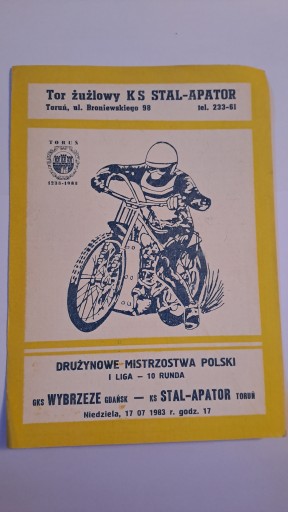 Tor żużlowy KS STAL-APATOR
Toruń, ul. Broniewskiego 98 tel. 233-61
TORUŃ
1233-1983
DRUŻYNOWE MISTRZOSTWA POLSKI
I LIGA — 10 RUNDA
GKS WYBRZEZE GDAŃSK — KS STAL-APATOR TORUŃ
Niedziela, 17 07 1983 r. godz. 17